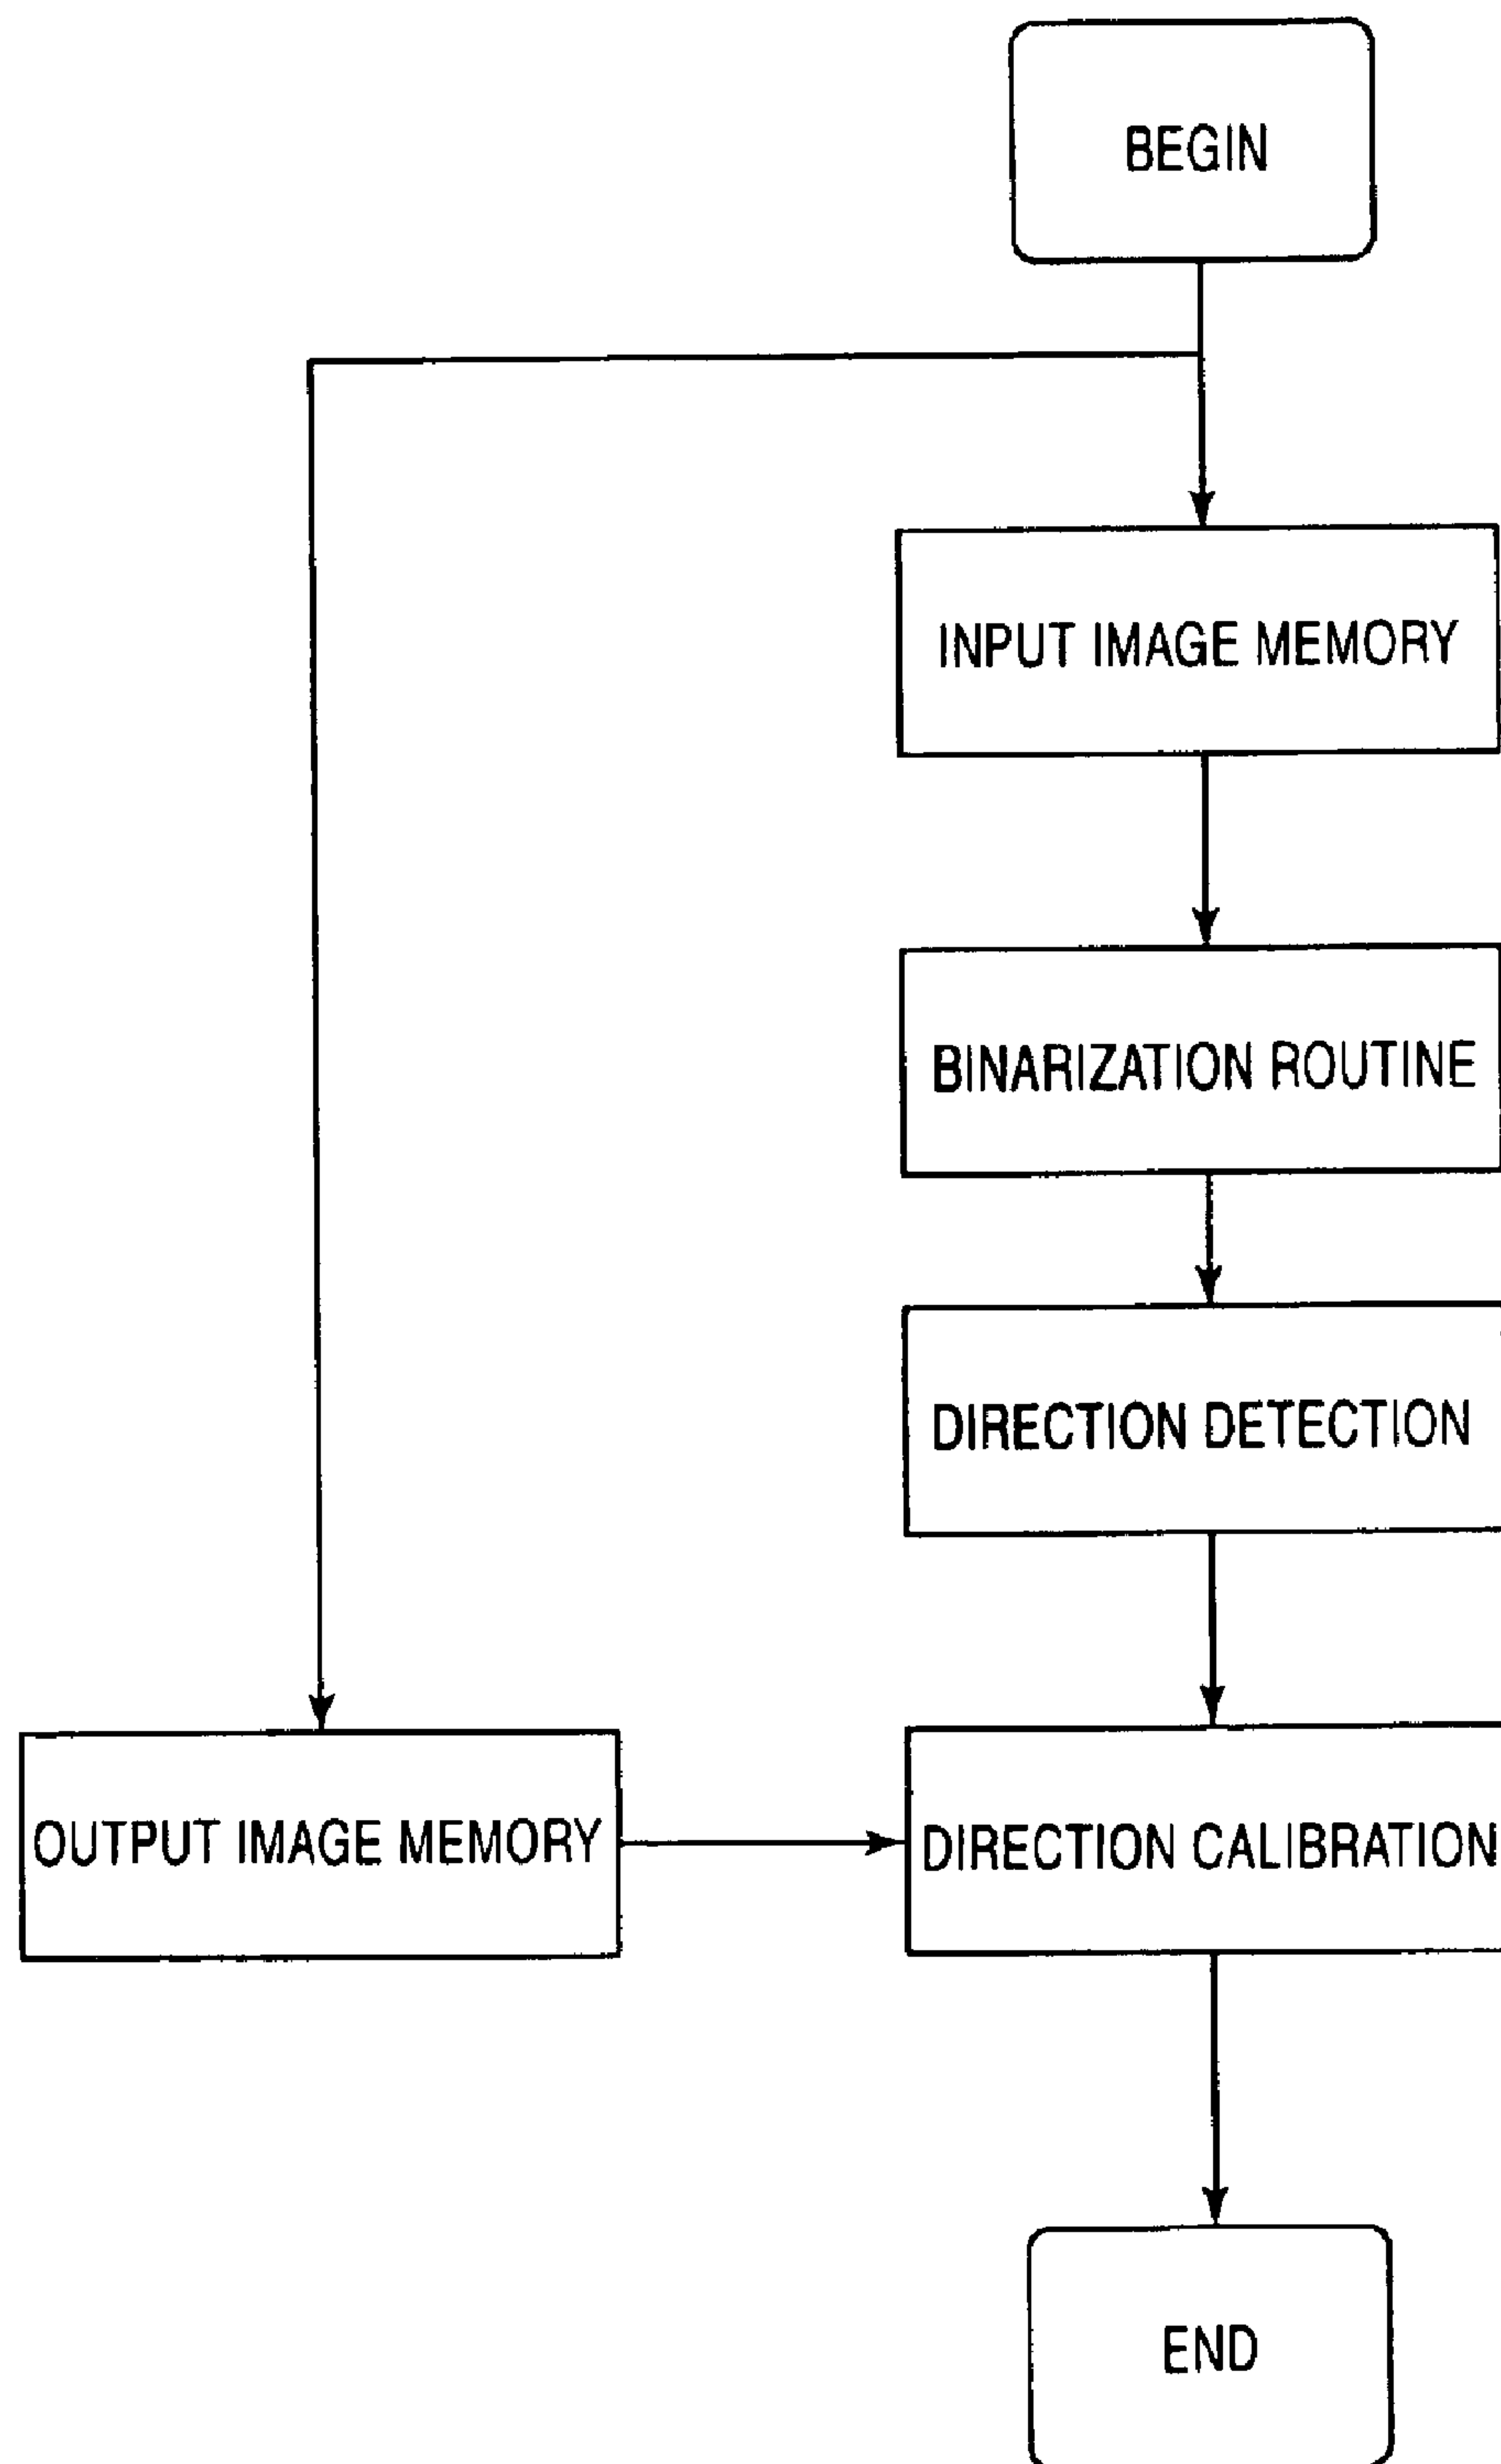 BEGIN
INPUT IMAGE MEMORY
BINARIZATION ROUTINE
DIRECTION DETECTION
OUTPUT IMAGE MEMORY
DIRECTION CALIBRATION
END